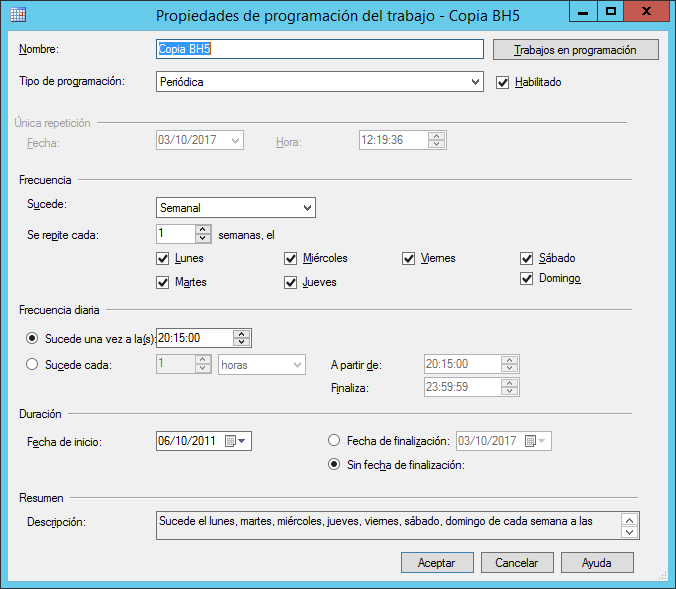 Propiedades de programación del trabajo - Copia BH5
Nombre: Copia BH5 Trabajos en programación
Tipo de programación: Periódica Habilitado
Única repetición
Fecha: 03/10/2017 Hora: 12:19:36
Frecuencia
Sucede: Semanal
Se repite cada: 1 semanas, el
Lunes Miércoles Viernes Sábado
Martes Jueves Domingo
Frecuencia diaria
Sucede una vez a la(s): 20:15:00
Sucede cada: 1 horas A partir de: 20:15:00
Finaliza: 23:59:59
Duración
Fecha de inicio: 06/10/2011 Fecha de finalización: 03/10/2017
Sin fecha de finalización:
Resumen
Descripción: Sucede el lunes, martes, miércoles, jueves, viernes, sábado, domingo de cada semana a las
Aceptar Cancelar Ayuda